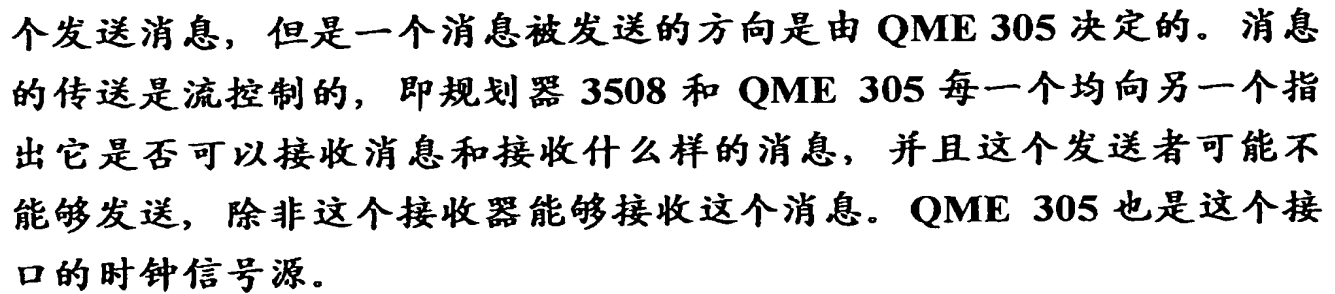 个发送消息，但是一个消息被发送的方向是由 QME 305 决定的。消息
的传送是流控制的，即规划器 3508 和 QME 305 每一个均向另一个指
出它是否可以接收消息和接收什么样的消息，并且这个发送者可能不
能够发送，除非这个接收器能够接收这个消息。QME 305 也是这个接
口的时钟信号源。